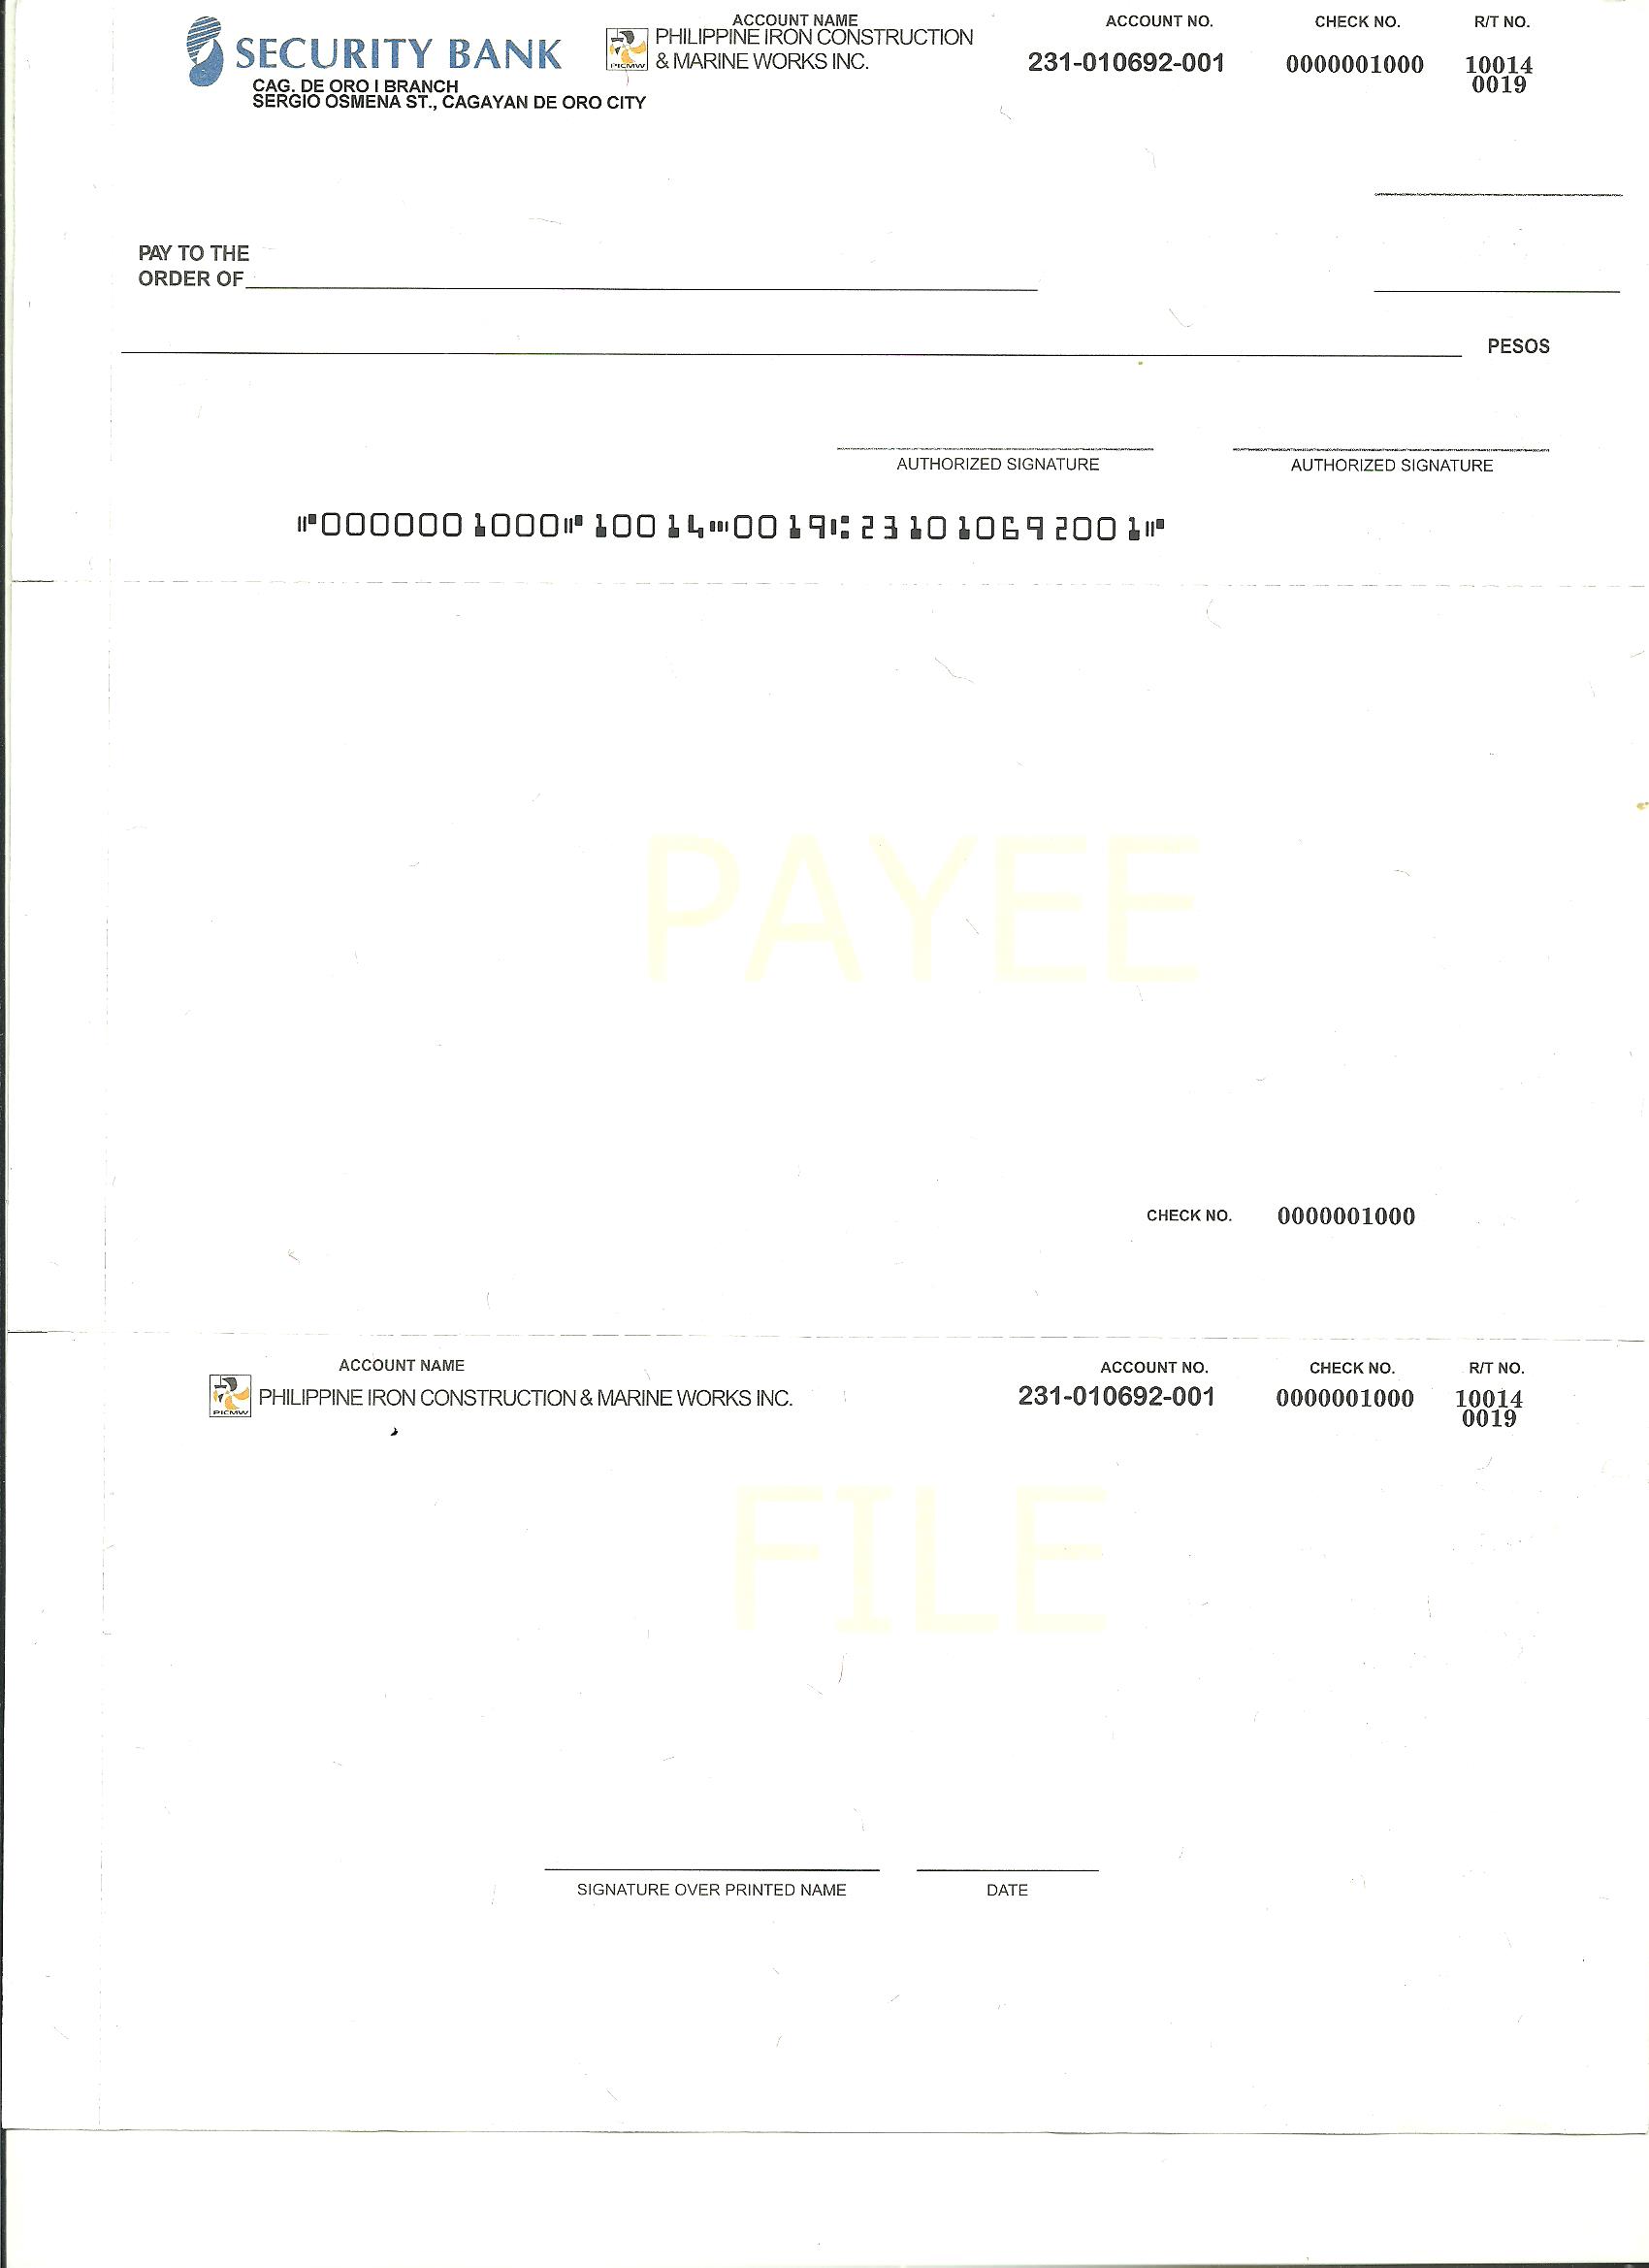 SECURITY BANK
CAG. DE ORO I BRANCH
SERGIO OSMENA ST., CAGAYAN DE ORO CITY
ACCOUNT NAME
PICMW
PHILIPPINE IRON CONSTRUCTION
& MARINE WORKS INC.
ACCOUNT NO.
231-010692-001
CHECK NO.
0000001000
R/T NO.
10014
0019
PAY TO THE
ORDER OF
PESOS
AUTHORIZED SIGNATURE
AUTHORIZED SIGNATURE
⑈0000001000⑈10014⑉0019⑆231010692001⑈
PAYEE
CHECK NO. 0000001000
ACCOUNT NAME
PICMW
PHILIPPINE IRON CONSTRUCTION & MARINE WORKS INC.
ACCOUNT NO.
231-010692-001
CHECK NO.
0000001000
R/T NO.
10014
0019
FILE
SIGNATURE OVER PRINTED NAME
DATE